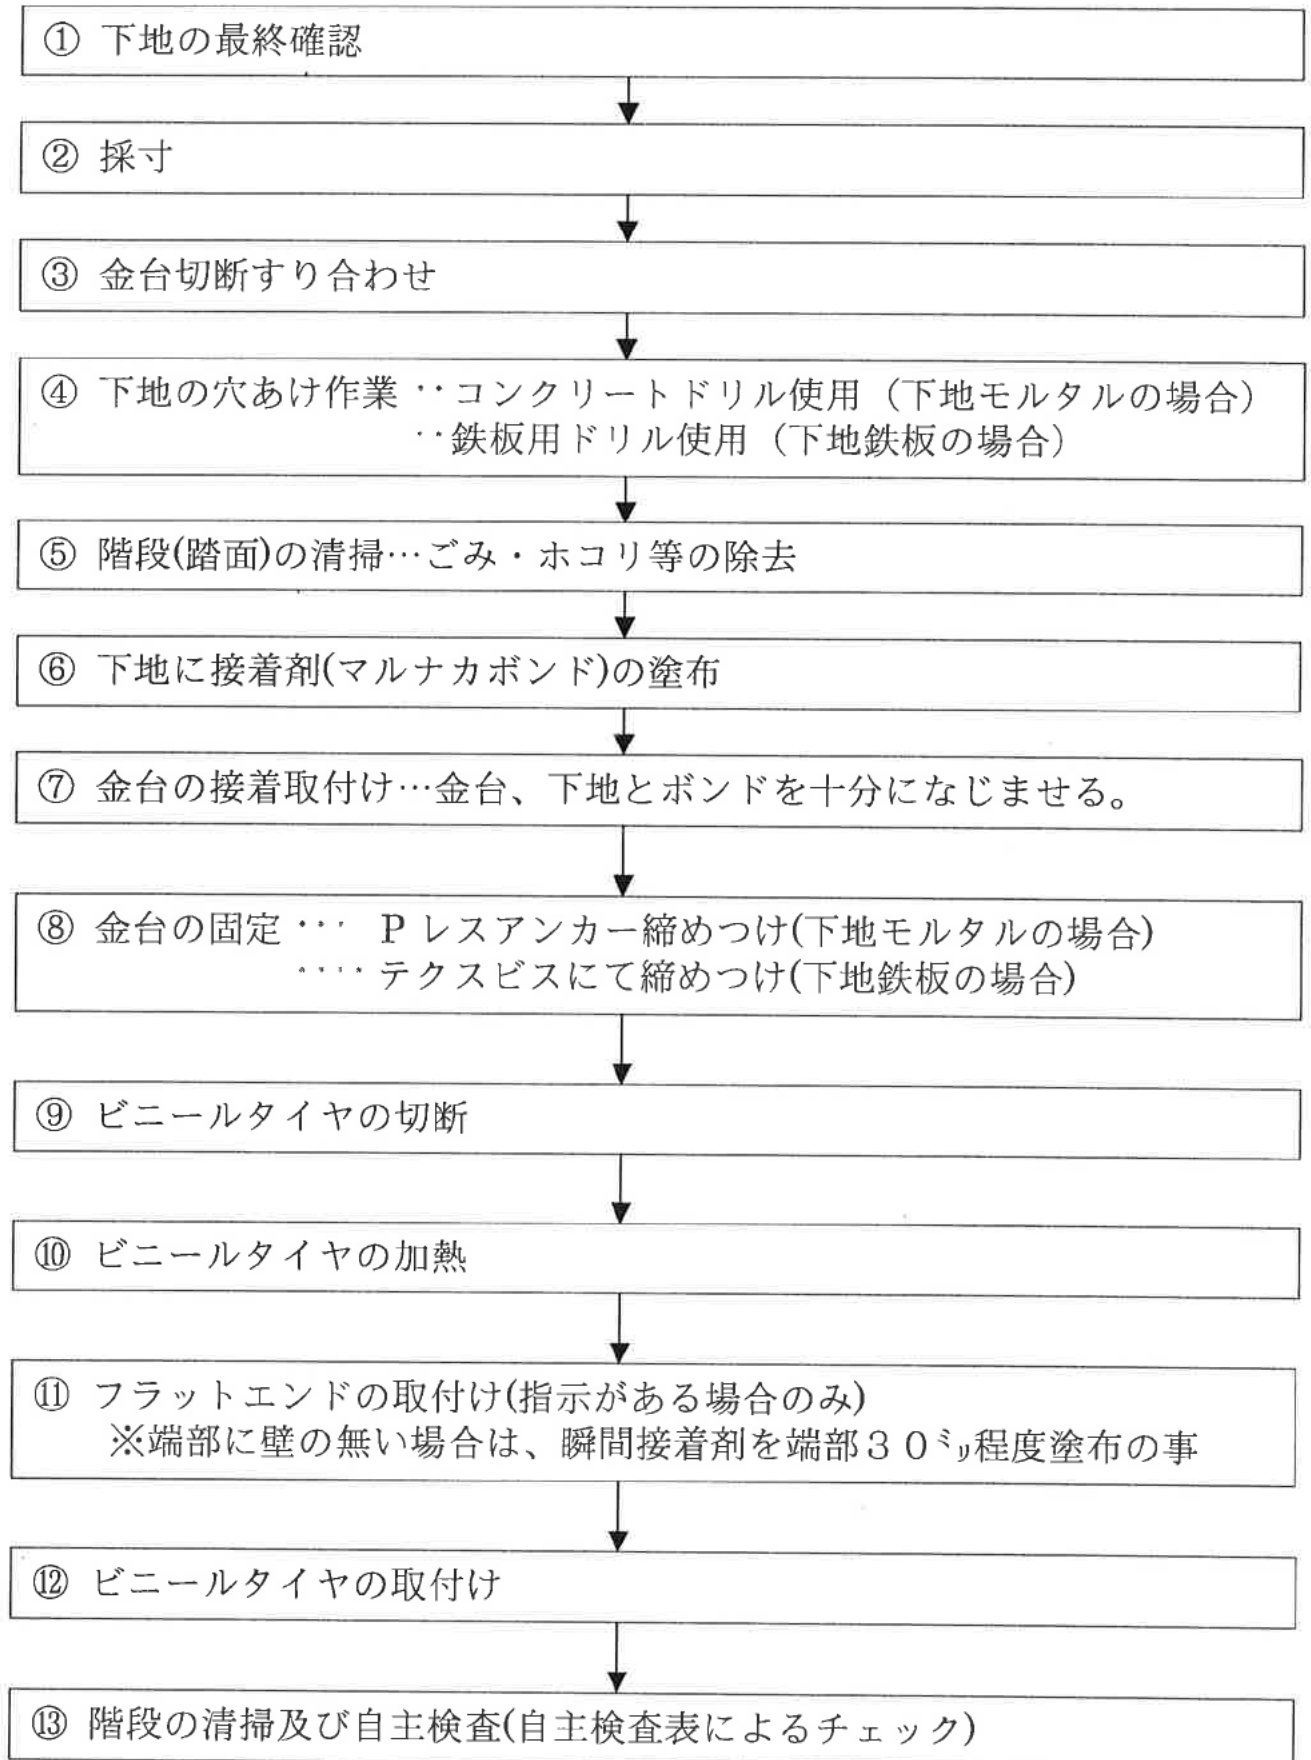 ① 下地の最終確認
② 採寸
③ 金台切断すり合わせ
④ 下地の穴あけ作業‥コンクリートドリル使用（下地モルタルの場合）
‥鉄板用ドリル使用（下地鉄板の場合）
⑤ 階段(踏面)の清掃…ごみ・ホコリ等の除去
⑥ 下地に接着剤(マルナカボンド)の塗布
⑦ 金台の接着取付け…金台、下地とボンドを十分になじませる。
⑧ 金台の固定… Pレスアンカー締めつけ(下地モルタルの場合)
‥‥テクスビスにて締めつけ(下地鉄板の場合)
⑨ ビニールタイヤの切断
⑩ ビニールタイヤの加熱
⑪ フラットエンドの取付け(指示がある場合のみ)
※端部に壁の無い場合は、瞬間接着剤を端部３０㍉程度塗布の事
⑫ ビニールタイヤの取付け
⑬ 階段の清掃及び自主検査(自主検査表によるチェック)